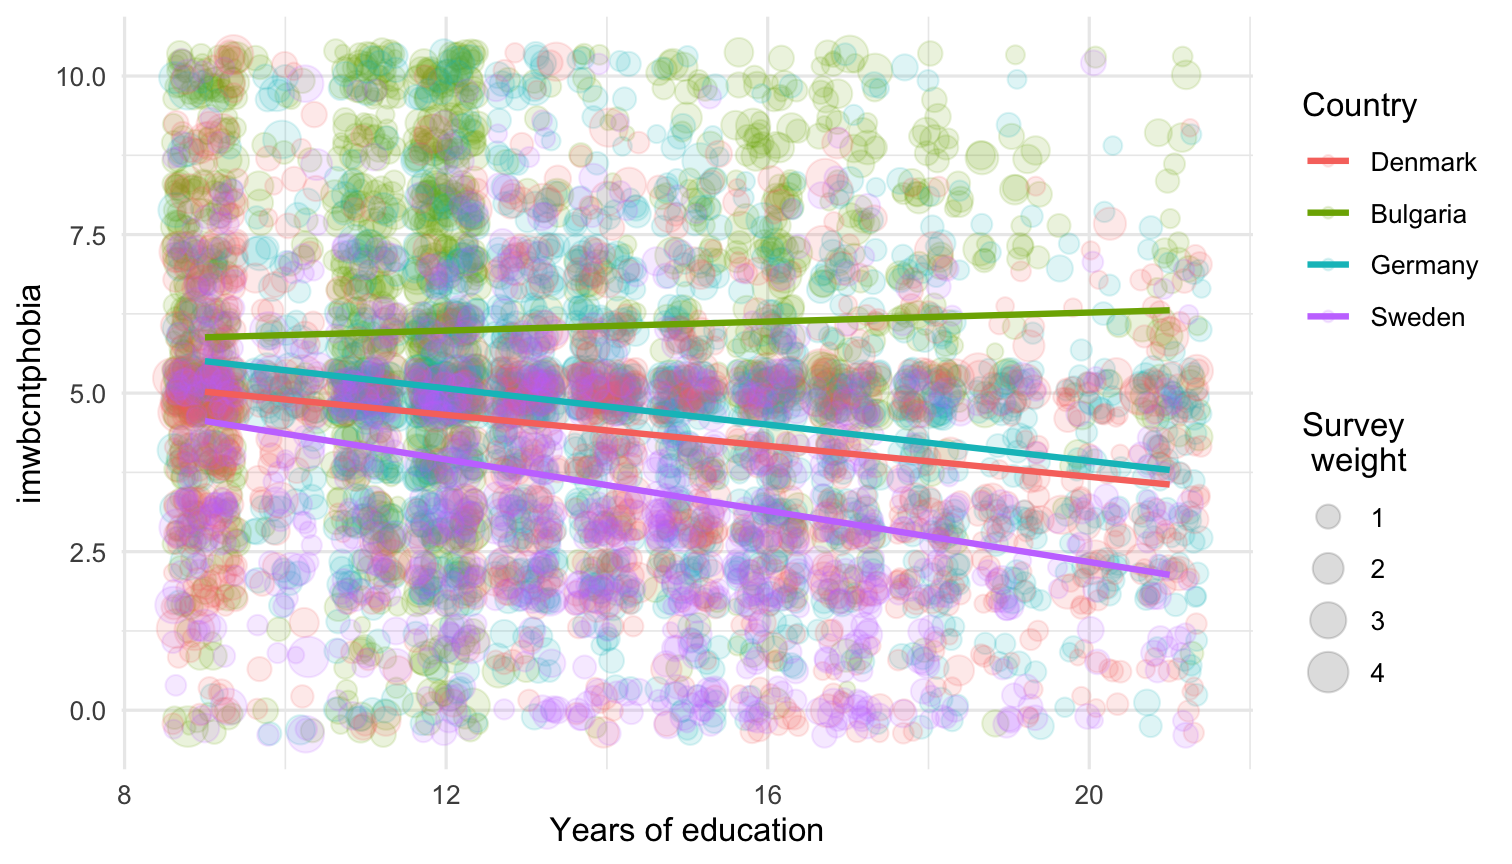 10.0
7.5
5.0
2.5
0.0
imwbcntphobia
8 12 16 20
Years of education
Country
Denmark
Bulgaria
Germany
Sweden
Survey
weight
1
2
3
4